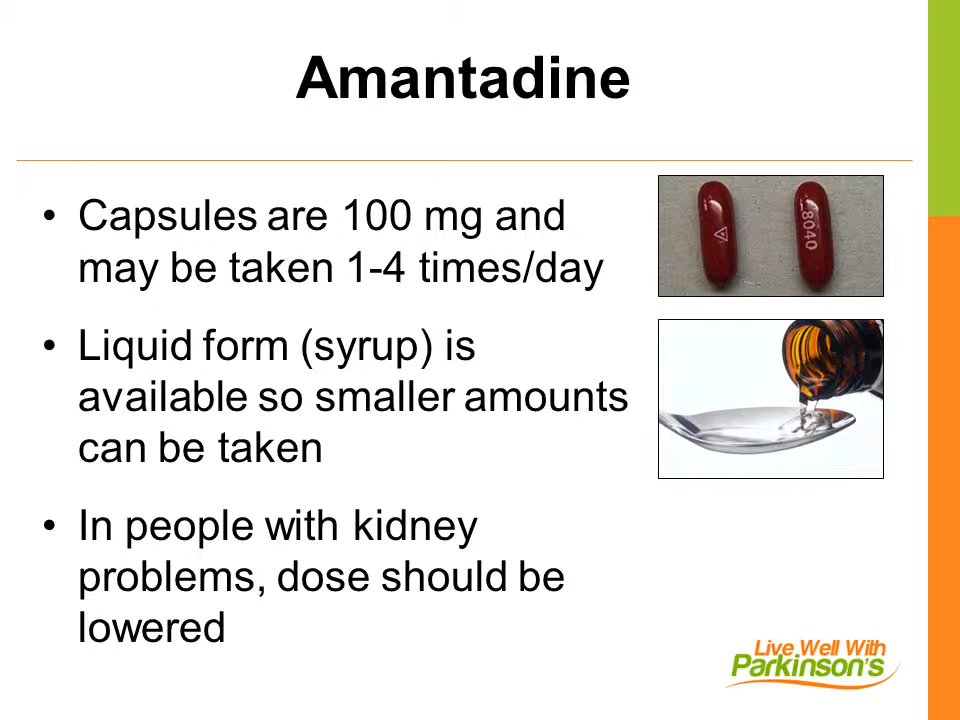 Amantadine
• Capsules are 100 mg and
may be taken 1-4 times/day
8040
• Liquid form (syrup) is
available so smaller amounts
can be taken
• In people with kidney
problems, dose should be
lowered
Live Well With
Parkinson's